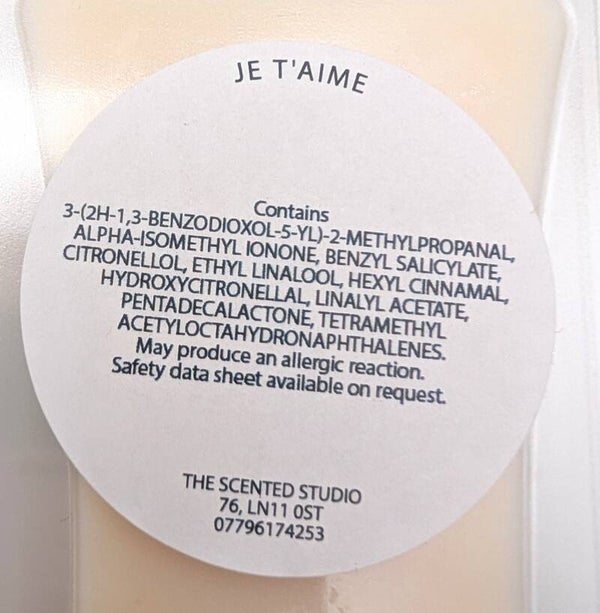 JE T'AIME
Contains
3-(2H-1,3-BENZODIOXOL-5-YL)-2-METHYLPROPANAL,
ALPHA-ISOMETHYL IONONE, BENZYL SALICYLATE,
CITRONELLOL, ETHYL LINALOOL, HEXYL CINNAMAL,
HYDROXYCITRONELLAL, LINALYL ACETATE,
PENTADECALACTONE, TETRAMETHYL
ACETYLOCTAHYDRONAPHTHALENES.
May produce an allergic reaction.
Safety data sheet available on request.
THE SCENTED STUDIO
76, LN11 0ST
07796174253